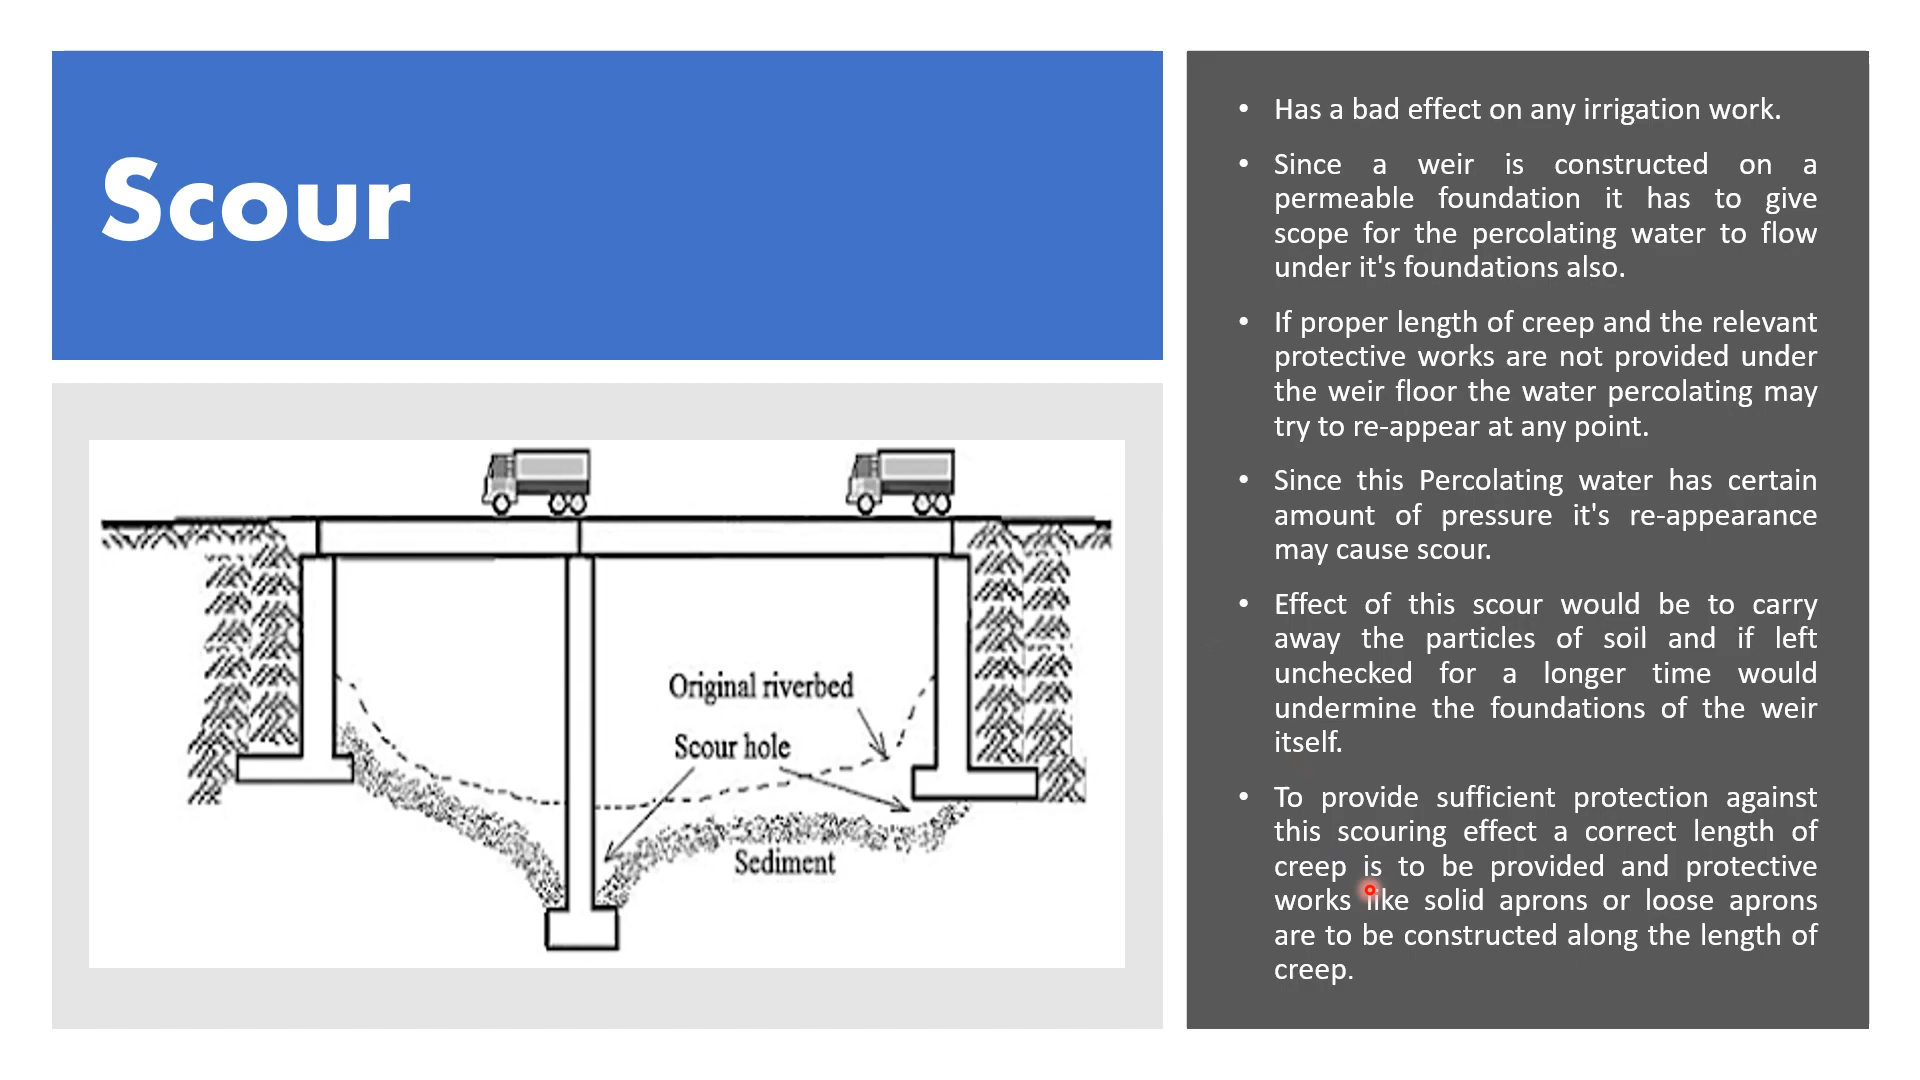 Scour
Original riverbed
Scour hole
Sediment
• Has a bad effect on any irrigation work.
• Since a weir is constructed on a
permeable foundation it has to give
scope for the percolating water to flow
under it's foundations also.
• If proper length of creep and the relevant
protective works are not provided under
the weir floor the water percolating may
try to re-appear at any point.
• Since this Percolating water has certain
amount of pressure it's re-appearance
may cause scour.
• Effect of this scour would be to carry
away the particles of soil and if left
unchecked for a longer time would
undermine the foundations of the weir
itself.
• To provide sufficient protection against
this scouring effect a correct length of
creep is to be provided and protective
works like solid aprons or loose aprons
are to be constructed along the length of
creep.